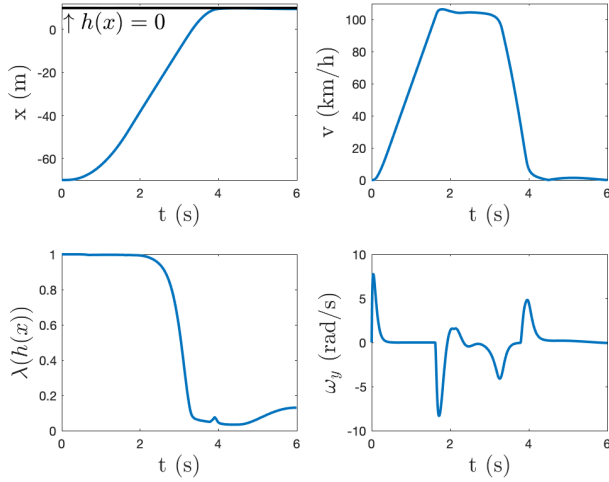 ↑ h(x) = 0
x (m)
0
-20
-40
-60
0 2 4 6
t (s)
v (km/h)
100
80
60
40
20
0
0 2 4 6
t (s)
λ(h(x))
1
0.8
0.6
0.4
0.2
0
0 2 4 6
t (s)
ω_y (rad/s)
10
5
0
-5
-10
0 2 4 6
t (s)